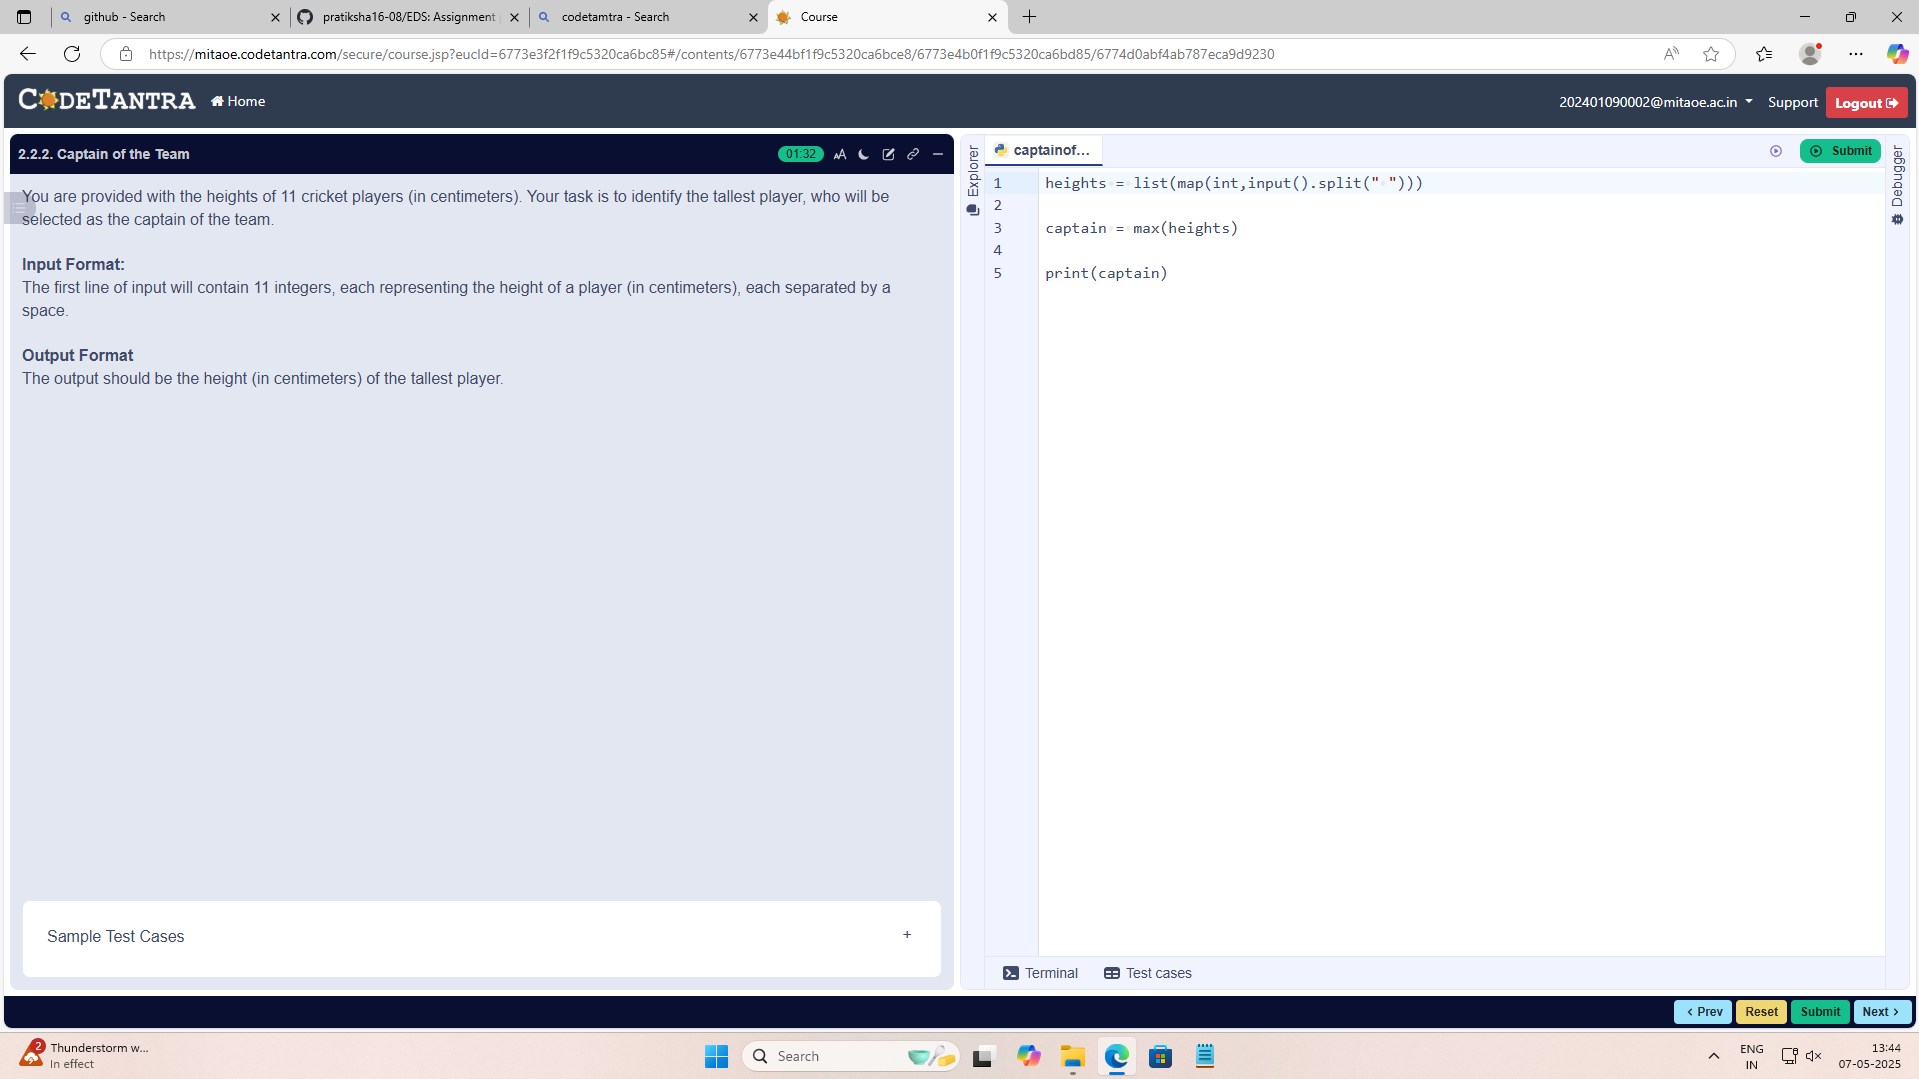 github - Search
pratiksha16-08/EDS: Assignment
codetamtra - Search
Course
https://mitaoe.codetantra.com/secure/course.jsp?eucId=6773e3f2f1f9c5320ca6bc85#/contents/6773e44bf1f9c5320ca6bce8/6773e4b0f1f9c5320ca6bd85/6774d0abf4ab787eca9d9230
CODETANTRA
Home
202401090002@mitaoe.ac.in
Support
Logout
2.2.2. Captain of the Team
01:32
AA
You are provided with the heights of 11 cricket players (in centimeters). Your task is to identify the tallest player, who will be
selected as the captain of the team.
Input Format:
The first line of input will contain 11 integers, each representing the height of a player (in centimeters), each separated by a
space.
Output Format
The output should be the height (in centimeters) of the tallest player.
Sample Test Cases
+
Explorer
captainof...
Submit
Debugger
1 heights = list(map(int,input().split(" ")))
2
3 captain = max(heights)
4
5 print(captain)
Terminal
Test cases
Prev
Reset
Submit
Next
2
Thunderstorm w...
In effect
Search
ENG
IN
13:44
07-05-2025